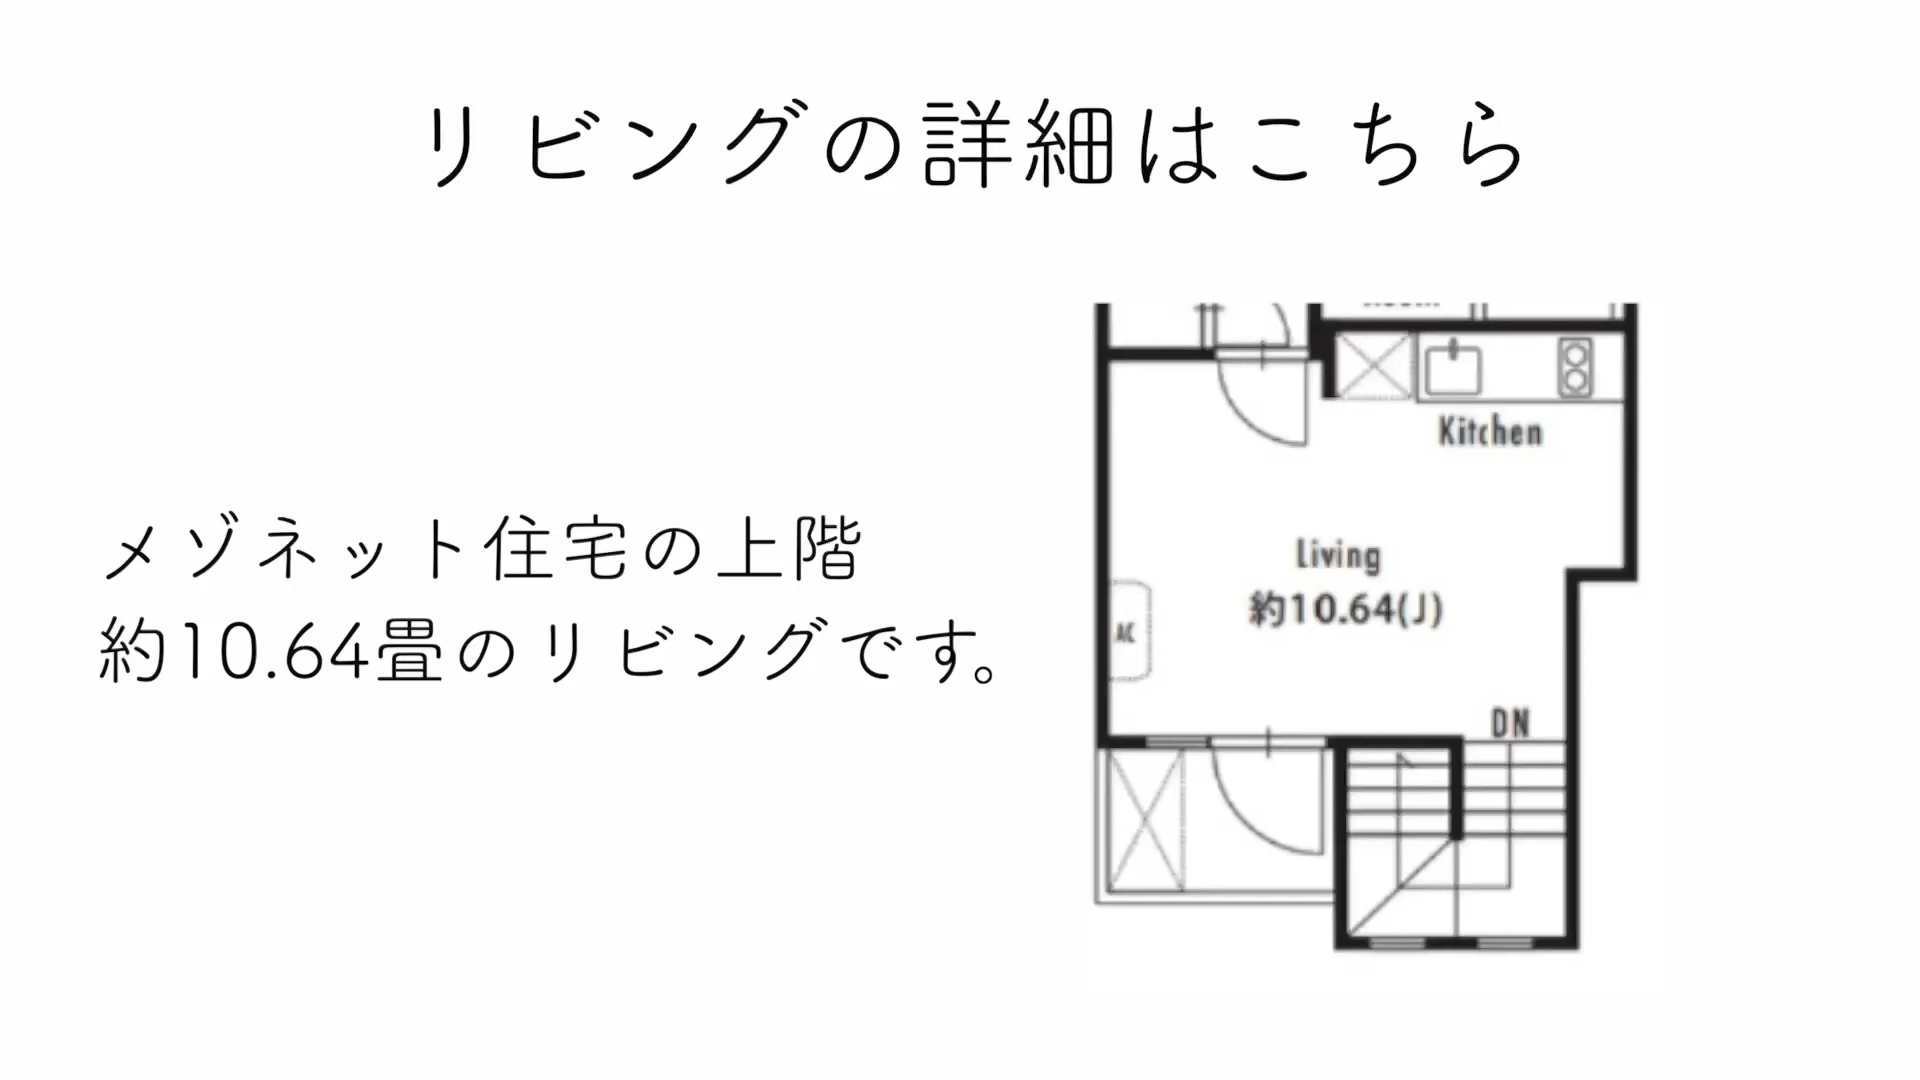 リビングの詳細はこちら
メゾネット住宅の上階
約10.64畳のリビングです。
Kitchen
Living
約10.64(J)
AC
DN